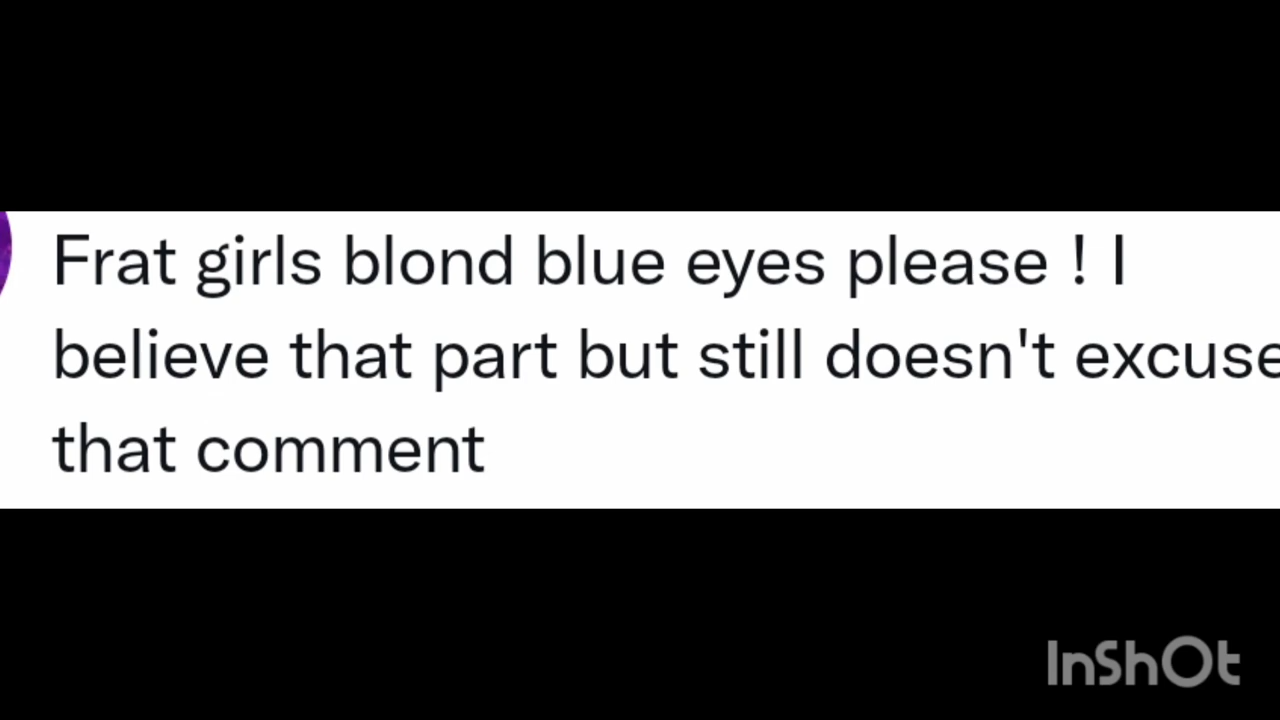 Frat girls blond blue eyes please ! I
believe that part but still doesn't excuse
that comment
InShOt